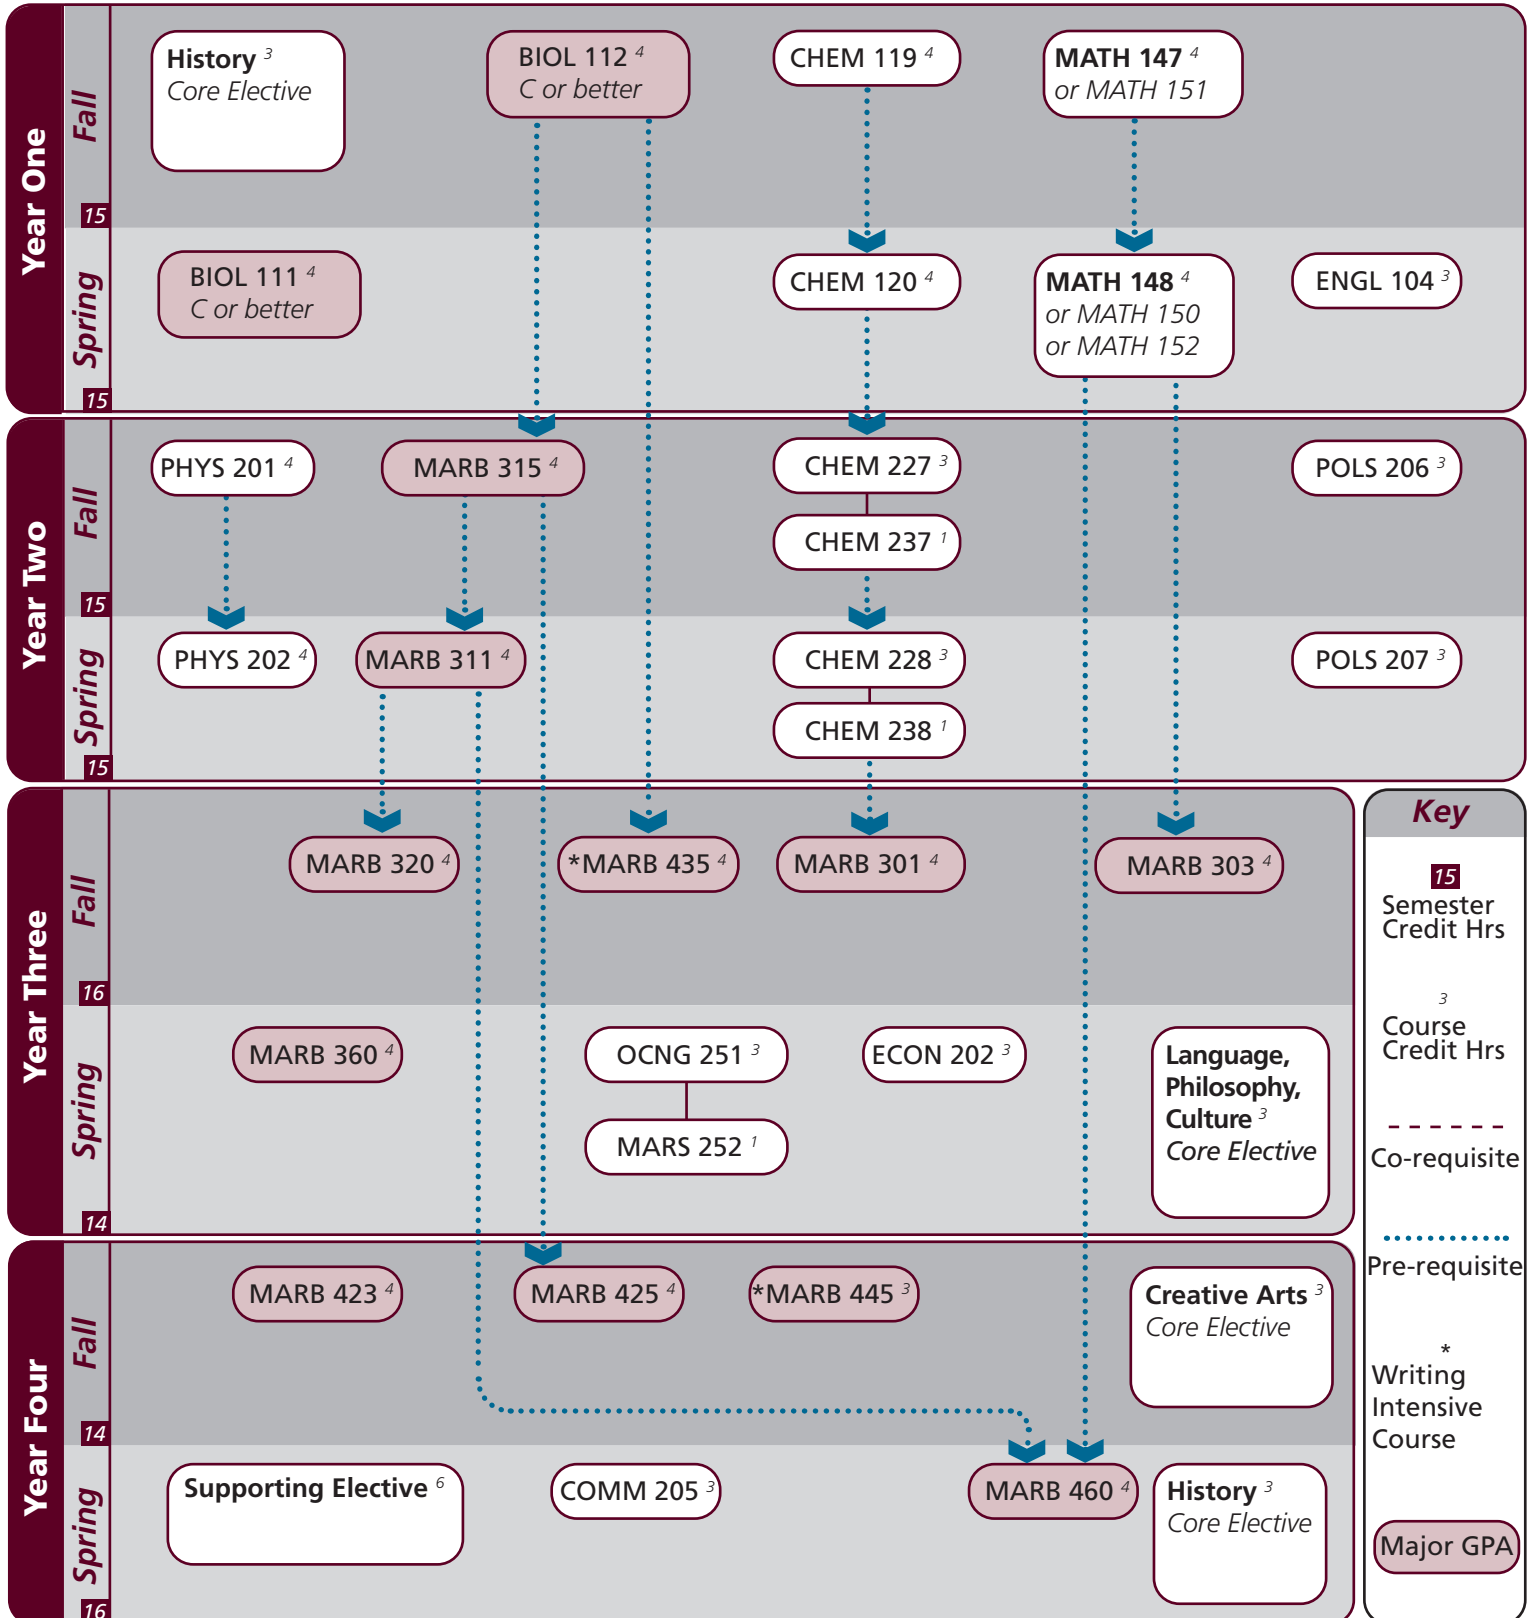 Year One
Fall
History 3
Core Elective
BIOL 112 4
C or better
CHEM 119 4
MATH 147 4
or MATH 151
15
Spring
BIOL 111 4
C or better
CHEM 120 4
MATH 148 4
or MATH 150
or MATH 152
ENGL 104 3
15
Year Two
Fall
PHYS 201 4
MARB 315 4
CHEM 227 3
CHEM 237 1
POLS 206 3
15
Spring
PHYS 202 4
MARB 311 4
CHEM 228 3
CHEM 238 1
POLS 207 3
15
Year Three
Fall
MARB 320 4
*MARB 435 4
MARB 301 4
MARB 303 4
16
Spring
MARB 360 4
OCNG 251 3
MARS 252 1
ECON 202 3
Language,
Philosophy,
Culture 3
Core Elective
14
Year Four
Fall
MARB 423 4
MARB 425 4
*MARB 445 3
Creative Arts 3
Core Elective
14
Spring
Supporting Elective 6
COMM 205 3
MARB 460 4
History 3
Core Elective
16
Key
15
Semester
Credit Hrs
3
Course
Credit Hrs
Co-requisite
Pre-requisite
*
Writing
Intensive
Course
Major GPA